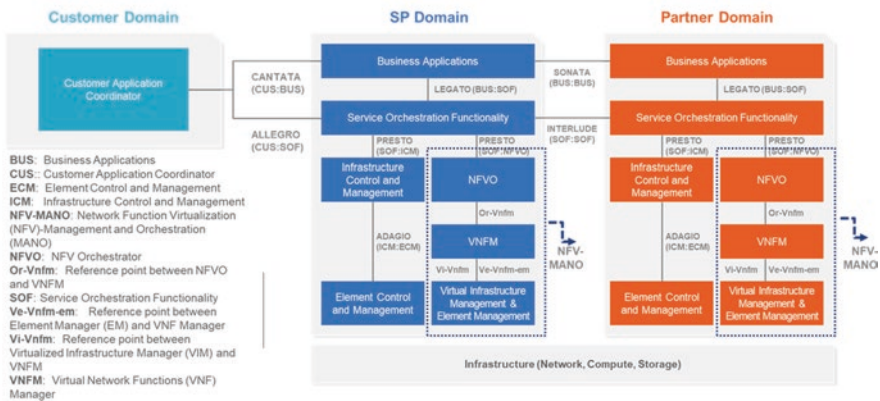 Customer Domain
SP Domain
Partner Domain
Customer Application
Coordinator
CANTATA
(CUS:BUS)
ALLEGRO
(CUS:SOF)
Business Applications
LEGATO (BUS:SOF)
Service Orchestration Functionality
PRESTO
(SOF:ICM)
PRESTO
(SOF:NFVO)
Infrastructure
Control and
Management
NFVO
Or-Vnfm
ADAGIO
(ICM:ECM)
VNFM
Vi-Vnfm
Ve-Vnfm-em
Element Control
and Management
Virtual Infrastructure
Management &
Element Management
NFV-
MANO
SONATA
(BUS:BUS)
INTERLUDE
(SOF:SOF)
Business Applications
LEGATO (BUS:SOF)
Service Orchestration Functionality
PRESTO
(SOF:ICM)
PRESTO
(SOF:NFVO)
Infrastructure
Control and
Management
NFVO
Or-Vnfm
ADAGIO
(ICM:ECM)
VNFM
Vi-Vnfm
Ve-Vnfm-em
Element Control
and Management
Virtual Infrastructure
Management &
Element Management
NFV-
MANO
Infrastructure (Network, Compute, Storage)
BUS: Business Applications
CUS:: Customer Application Coordinator
ECM: Element Control and Management
ICM: Infrastructure Control and Management
NFV-MANO: Network Function Virtualization
(NFV)-Management and Orchestration
(MANO)
NFVO: NFV Orchestrator
Or-Vnfm: Reference point between NFVO
and VNFM
SOF: Service Orchestration Functionality
Ve-Vnfm-em: Reference point between
Element Manager (EM) and VNF Manager
Vi-Vnfm: Reference point between
Virtualized Infrastructure Manager (VIM) and
VNFM
VNFM: Virtual Network Functions (VNF)
Manager